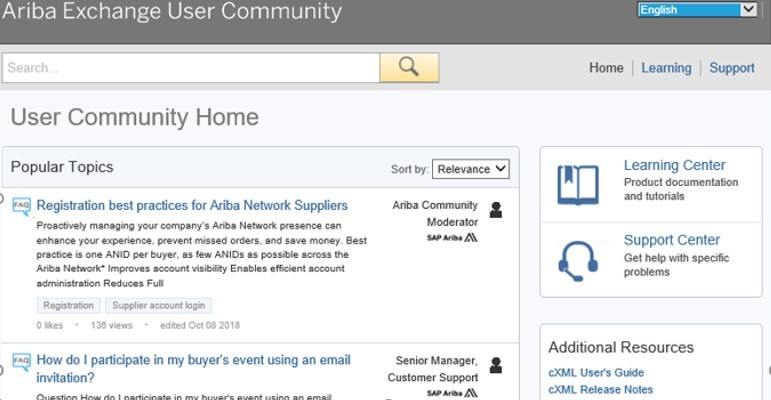 Ariba Exchange User Community
English
Search...
Home
Learning
Support
User Community Home
Popular Topics
Sort by: Relevance
FAQ
Registration best practices for Ariba Network Suppliers
Proactively managing your company's Ariba Network presence can
enhance your experience, prevent missed orders, and save money. Best
practice is one ANID per buyer, as few ANIDs as possible across the
Ariba Network* Improves account visibility Enables efficient account
administration Reduces Full
Registration
Supplier account login
0 likes • 136 views • edited Oct 08 2018
Ariba Community
Moderator
SAP Ariba
FAQ
How do I participate in my buyer's event using an email
invitation?
Question How do I participate in my buyer's event using an email
Senior Manager,
Customer Support
SAP Ariba
Learning Center
Product documentation
and tutorials
Support Center
Get help with specific
problems
Additional Resources
cXML User's Guide
cXML Release Notes